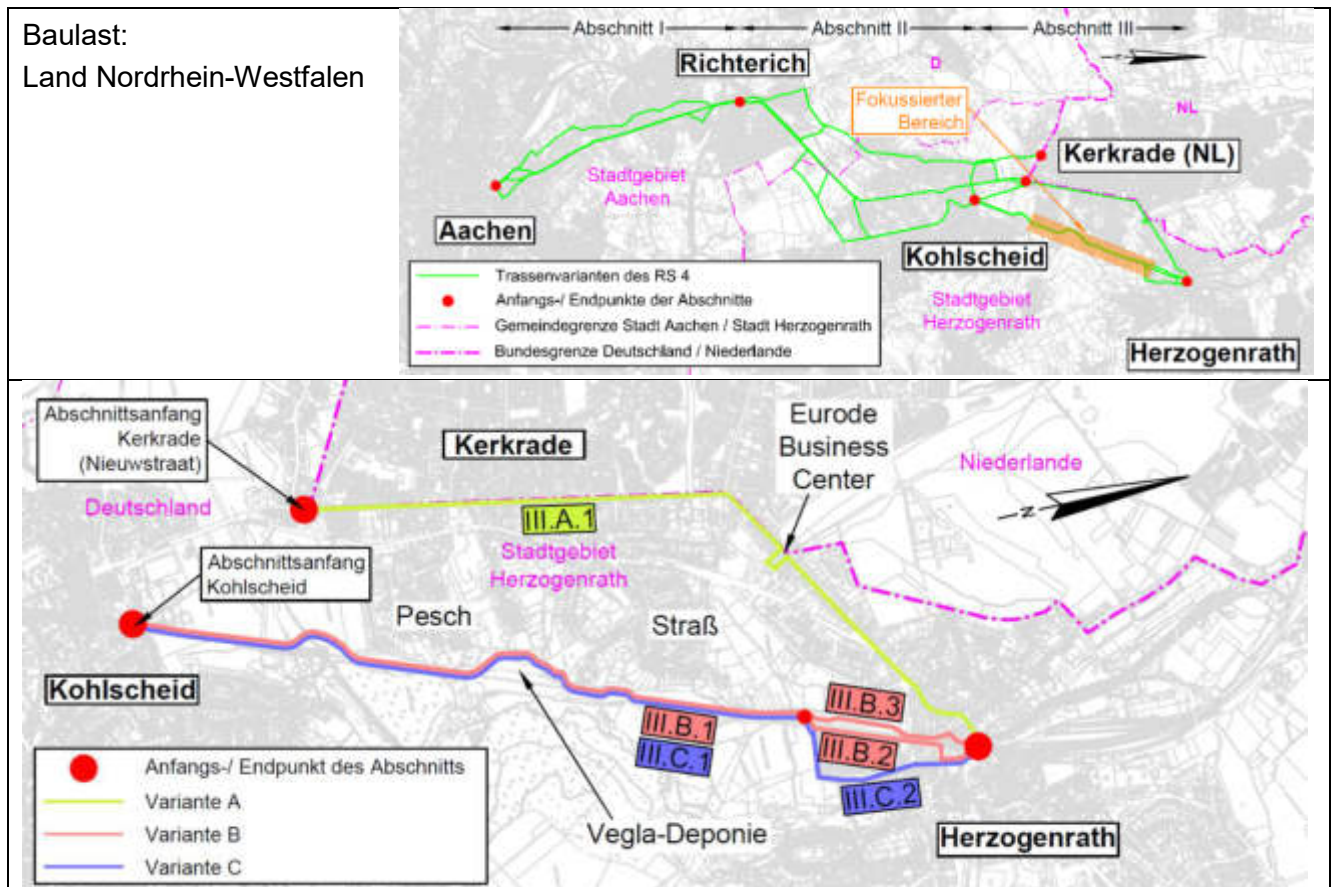 Baulast:
Land Nordrhein-Westfalen
Abschnitt I
Abschnitt II
Abschnitt III
Richterich
D
NL
Fokussierter
Bereich
Kerkrade (NL)
Stadtgebiet
Aachen
Aachen
Kohlscheid
Stadtgebiet
Herzogenrath
Herzogenrath
Trassenvarianten des RS 4
Anfangs-/ Endpunkte der Abschnitte
Gemeindegrenze Stadt Aachen / Stadt Herzogenrath
Bundesgrenze Deutschland / Niederlande
Abschnittsanfang
Kerkrade
(Nieuwstraat)
Kerkrade
Eurode
Business
Center
Niederlande
Deutschland
N
III.A.1
Stadtgebiet
Herzogenrath
Abschnittsanfang
Kohlscheid
Pesch
Straß
Kohlscheid
III.B.3
III.B.1
III.B.2
III.C.1
III.C.2
Vegla-Deponie
Herzogenrath
Anfangs-/ Endpunkt des Abschnitts
Variante A
Variante B
Variante C